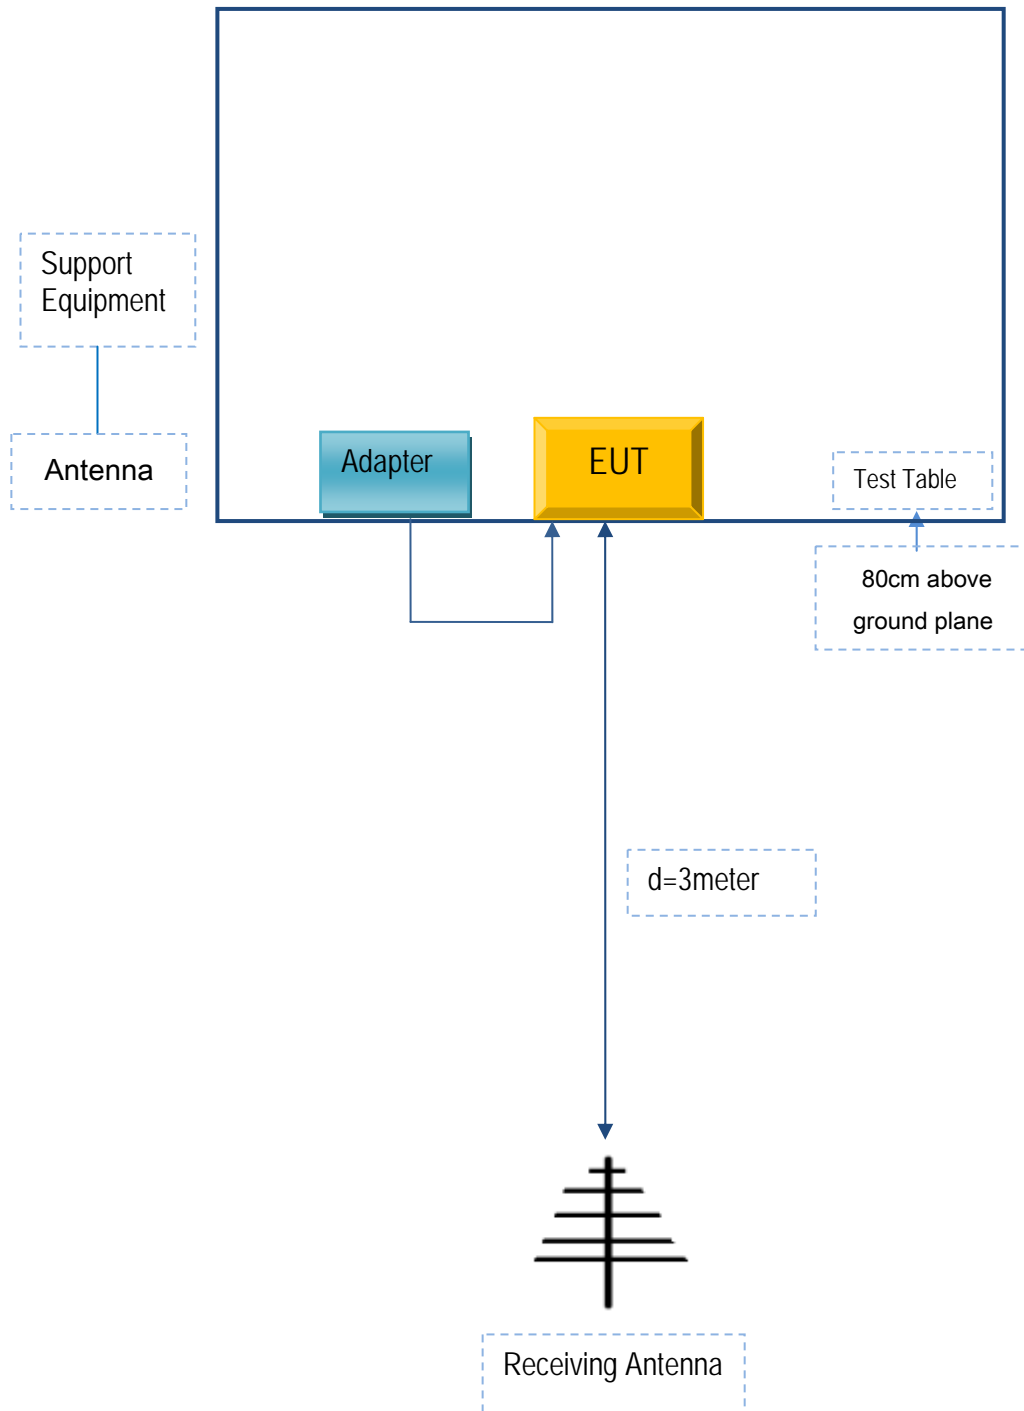 Support
Equipment
Antenna
Adapter
EUT
Test Table
80cm above
ground plane
d=3meter
Receiving Antenna